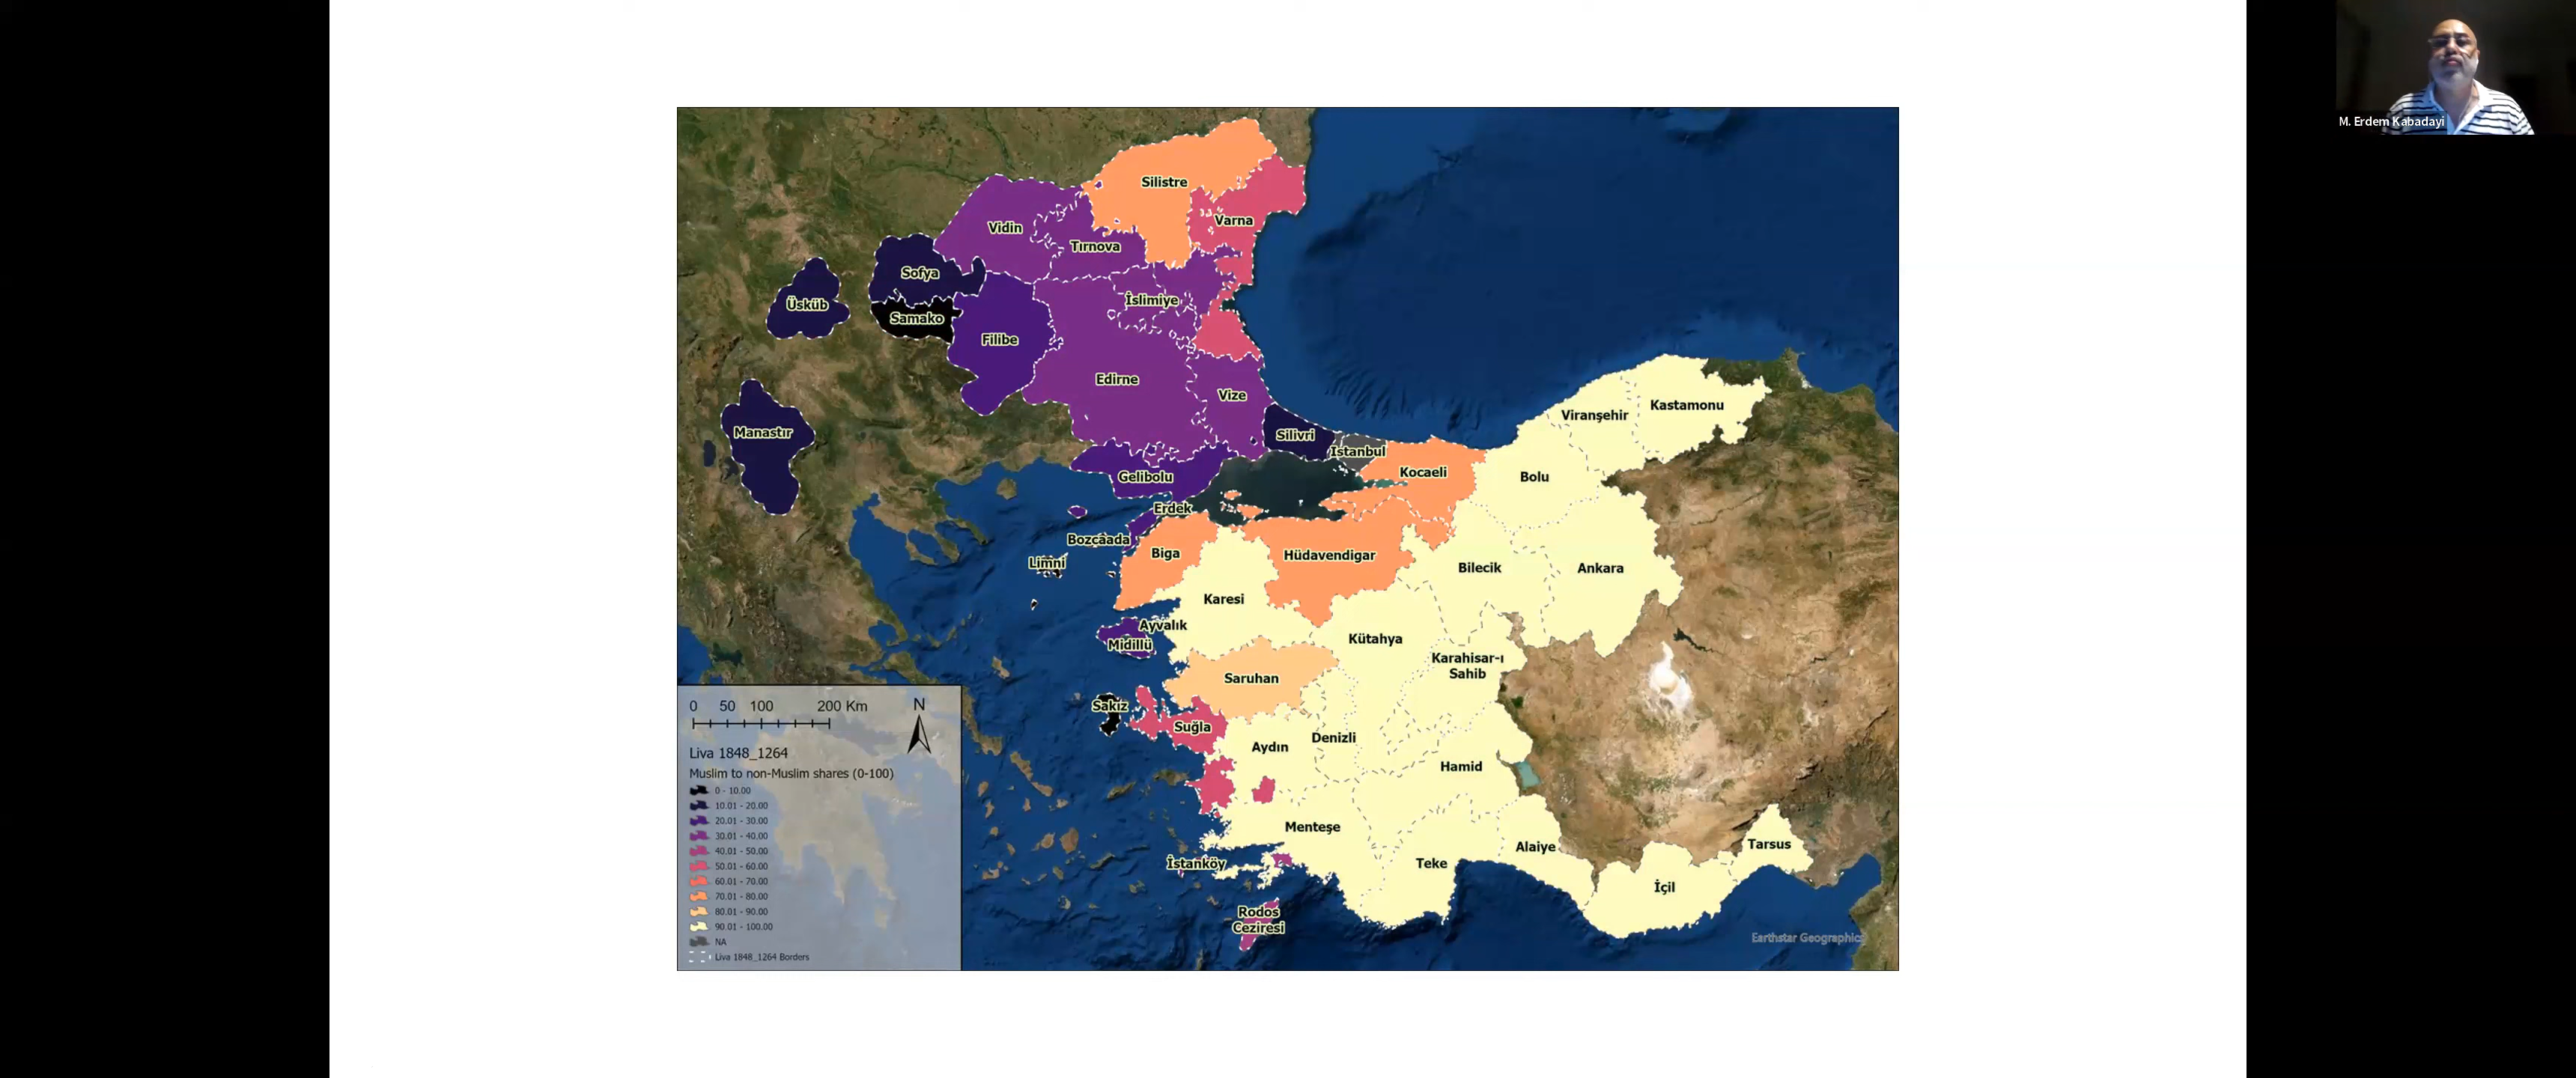 M. Erdem Kabadayi
Silistre
Varna
Vidin
Tırnova
Sofya
Üsküb
Samako
İslimiye
Filibe
Edirne
Vize
Manastır
Silivri
İstanbul
Gelibolu
Kocaeli
Viranşehir
Kastamonu
Bolu
Erdek
Bozcaada
Biga
Hüdavendigar
Limni
Bilecik
Ankara
Karesi
Ayvalık
Midillü
Kütahya
Karahisar-ı
Sahib
Saruhan
Sakız
Suğla
Aydın
Denizli
Hamid
Menteşe
İstanköy
Teke
Alaiye
Tarsus
İçil
Rodos
Ceziresi
Earthstar Geographics
0 50 100 200 Km
N
Liva 1848_1264
Muslim to non-Muslim shares (0-100)
0 - 10.00
10.01 - 20.00
20.01 - 30.00
30.01 - 40.00
40.01 - 50.00
50.01 - 60.00
60.01 - 70.00
70.01 - 80.00
80.01 - 90.00
90.01 - 100.00
NA
Liva 1848_1264 Borders